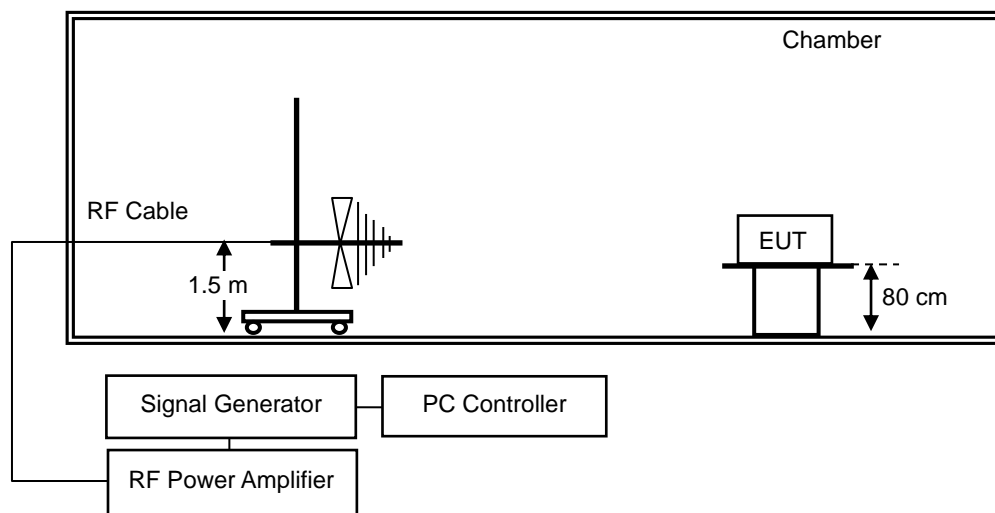 Chamber
RF Cable
EUT
1.5 m
80 cm
Signal Generator
PC Controller
RF Power Amplifier